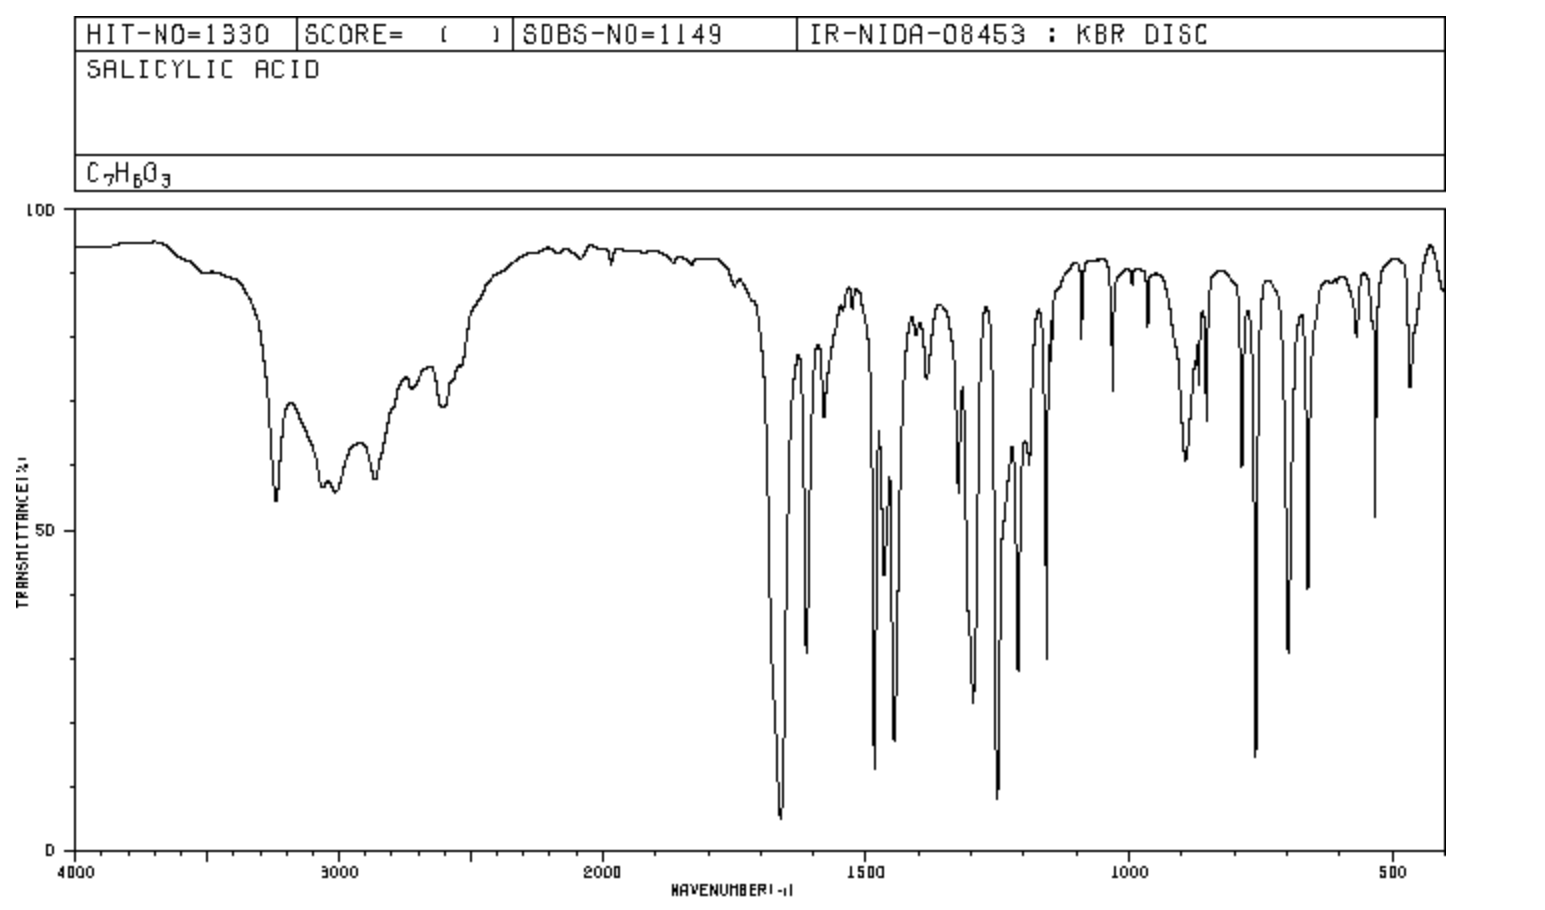 HIT-NO=1330 SCORE= ( ) SDBS-NO=1149 IR-NIDA-08453 : KBR DISC
SALICYLIC ACID
C7H6O3
100
50
0
TRANSMITTANCE(%)
4000 3000 2000 1500 1000 500
WAVENUMBER(-1)